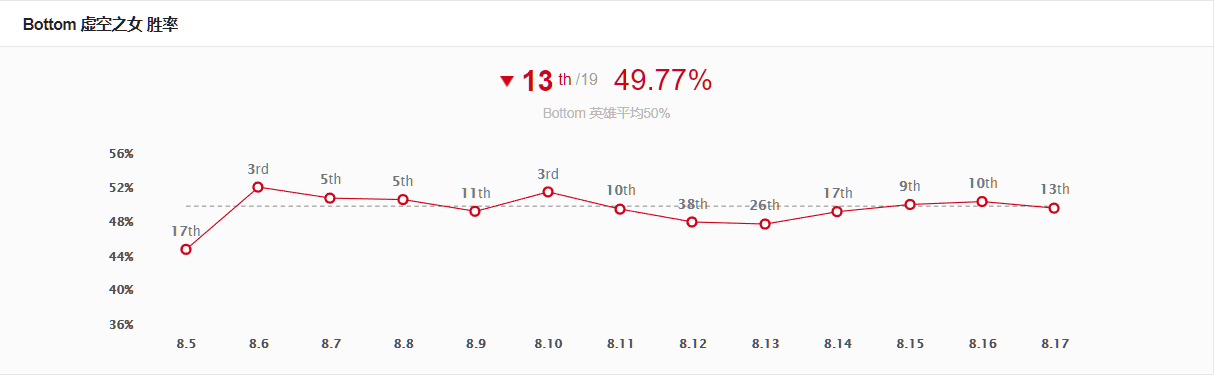 Bottom 虚空之女 胜率
▼ 13 th /19 49.77%
Bottom 英雄平均50%
56%
52%
48%
44%
40%
36%
17th
3rd
5th
5th
11th
3rd
10th
38th
26th
17th
9th
10th
13th
8.5 8.6 8.7 8.8 8.9 8.10 8.11 8.12 8.13 8.14 8.15 8.16 8.17